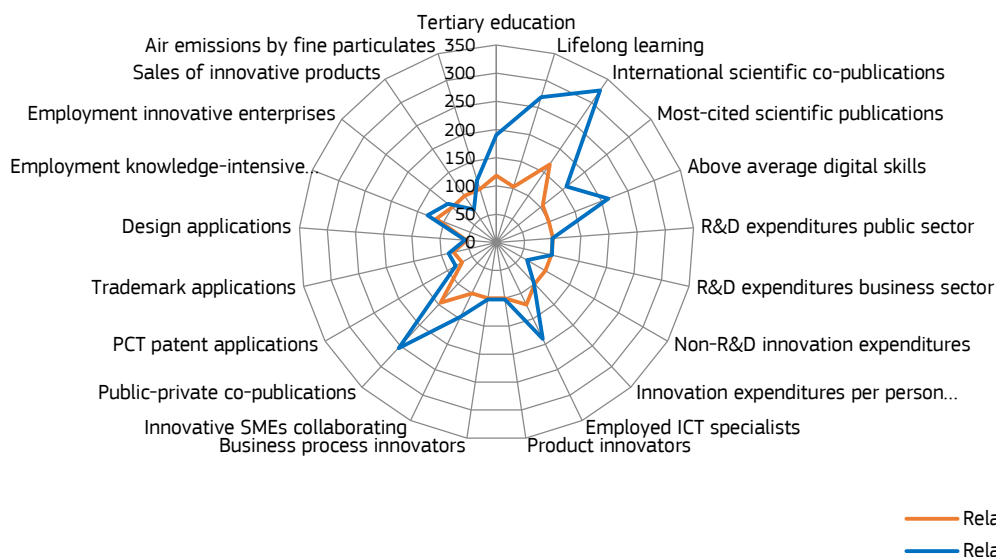 Tertiary education
Lifelong learning
International scientific co-publications
Most-cited scientific publications
Above average digital skills
R&D expenditures public sector
R&D expenditures business sector
Non-R&D innovation expenditures
Innovation expenditures per person...
Employed ICT specialists
Product innovators
Business process innovators
Innovative SMEs collaborating
Public-private co-publications
PCT patent applications
Trademark applications
Design applications
Employment knowledge-intensive...
Employment innovative enterprises
Sales of innovative products
Air emissions by fine particulates
350
300
250
200
150
100
50
0
Rela
Rela